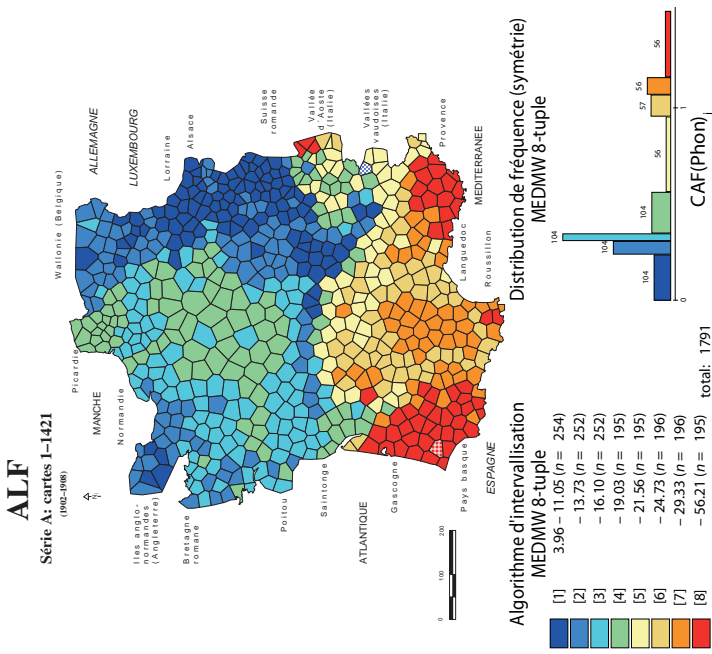 ALF
Série A: cartes 1–1421
(1902–1908)
N
Wallonie (Belgique)
ALLEMAGNE
LUXEMBOURG
Lorraine
Alsace
Suisse
romande
Vallée
d'Aoste
(Italie)
Vallées
vaudoises
(Italie)
Provence
MEDITERRANEE
Languedoc
Roussillon
Picardie
MANCHE
Normandie
Iles anglo-
normandes
(Angleterre)
Bretagne
romane
Poitou
Saintonge
ATLANTIQUE
Gascogne
Pays basque
ESPAGNE
0 100 200
Algorithme d'intervallisation
MEDMW 8-tuple
[1] 3.96 – 11.05 (n = 254)
[2] – 13.73 (n = 252)
[3] – 16.10 (n = 252)
[4] – 19.03 (n = 195)
[5] – 21.56 (n = 195)
[6] – 24.73 (n = 196)
[7] – 29.33 (n = 196)
[8] – 56.21 (n = 195)
total: 1791
Distribution de fréquence (symétrie)
MEDMW 8-tuple
104
104
104
104
56
57
56
56
0 1
CAF(Phon)i